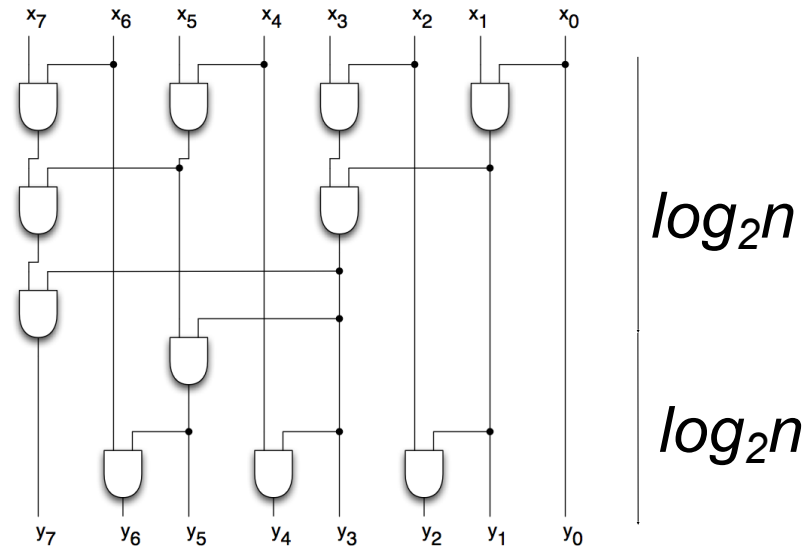 x₇ x₆ x₅ x₄ x₃ x₂ x₁ x₀
log₂n
log₂n
y₇ y₆ y₅ y₄ y₃ y₂ y₁ y₀